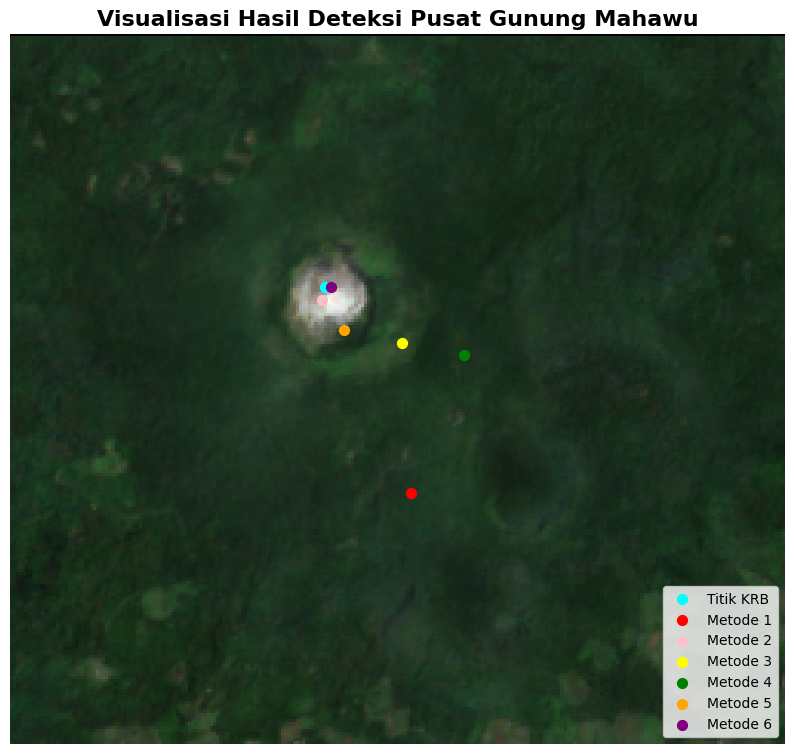 Visualisasi Hasil Deteksi Pusat Gunung Mahawu
Titik KRB
Metode 1
Metode 2
Metode 3
Metode 4
Metode 5
Metode 6